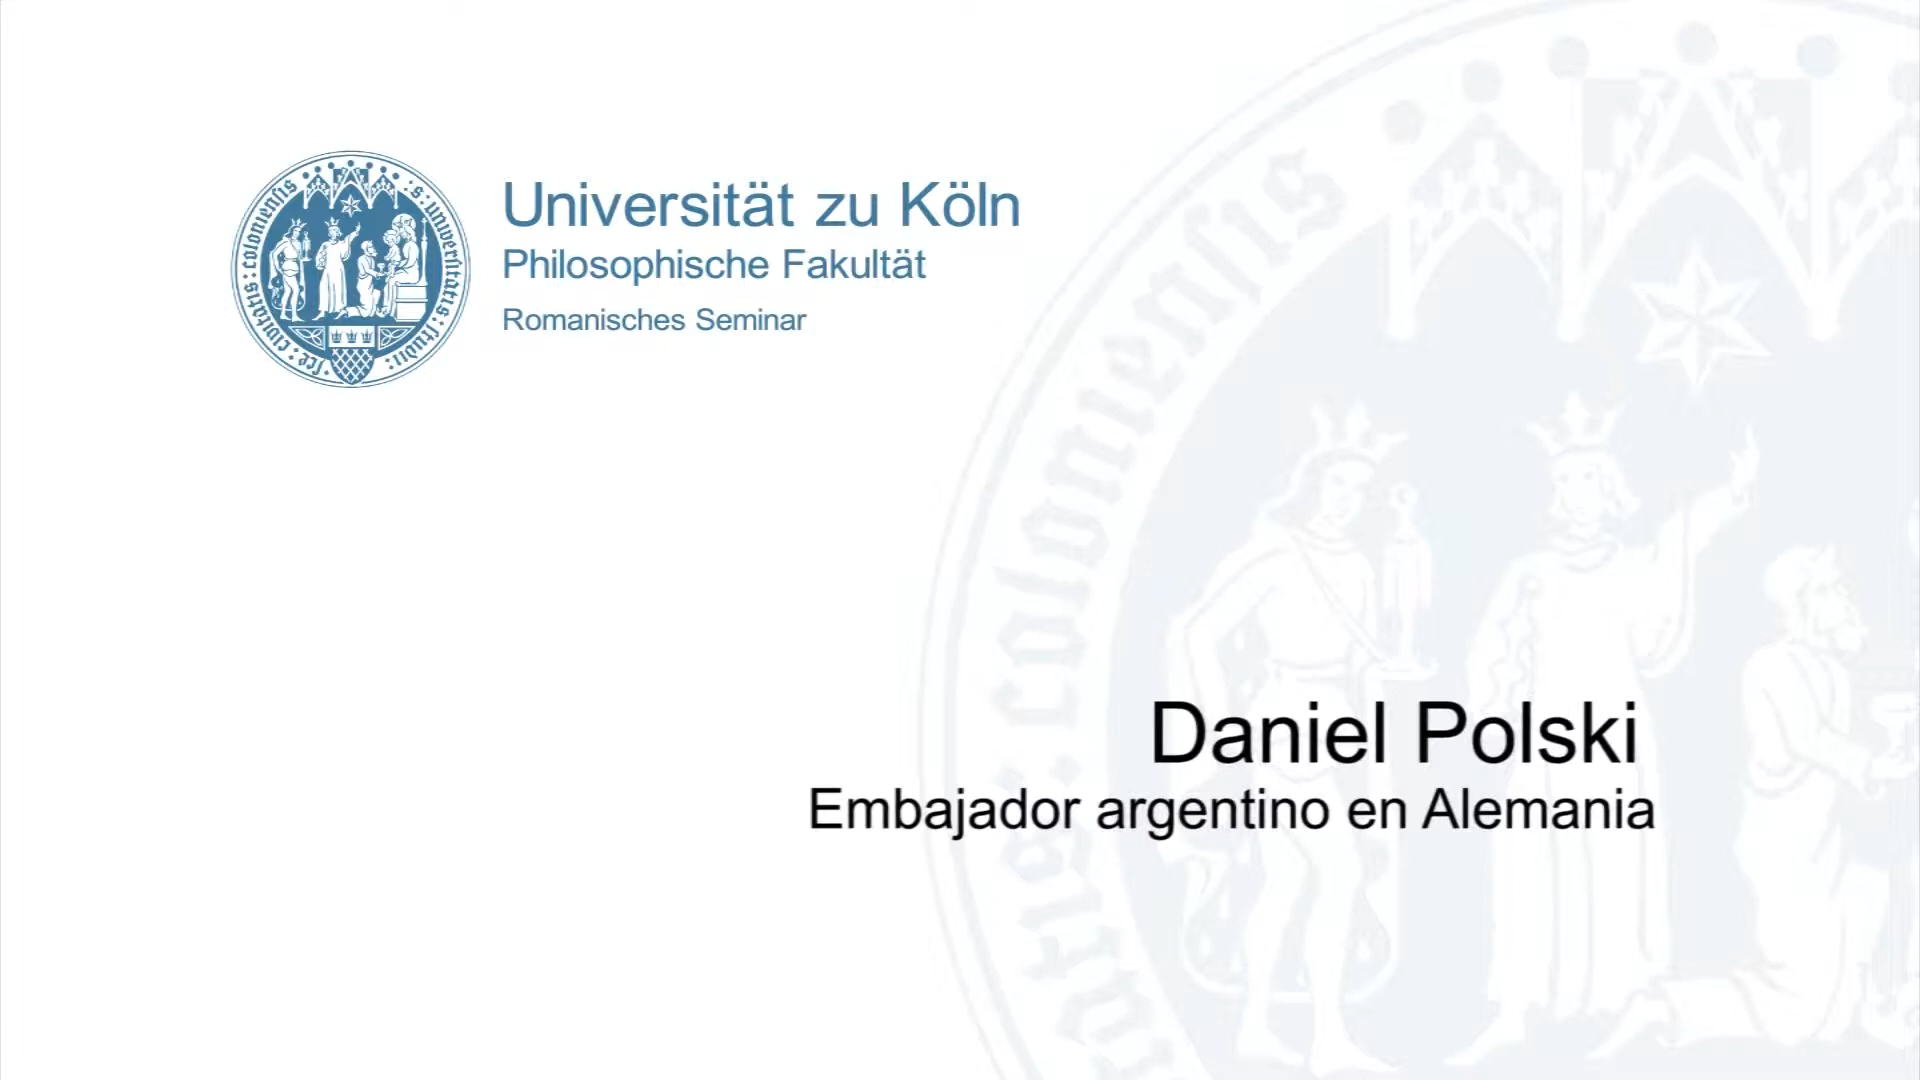 Universität zu Köln
Philosophische Fakultät
Romanisches Seminar
Daniel Polski
Embajador argentino en Alemania